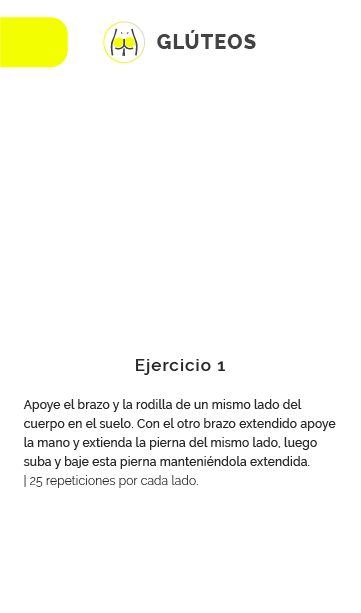 GLÚTEOS
Ejercicio 1
Apoye el brazo y la rodilla de un mismo lado del
cuerpo en el suelo. Con el otro brazo extendido apoye
la mano y extienda la pierna del mismo lado, luego
suba y baje esta pierna manteniéndola extendida.
| 25 repeticiones por cada lado.